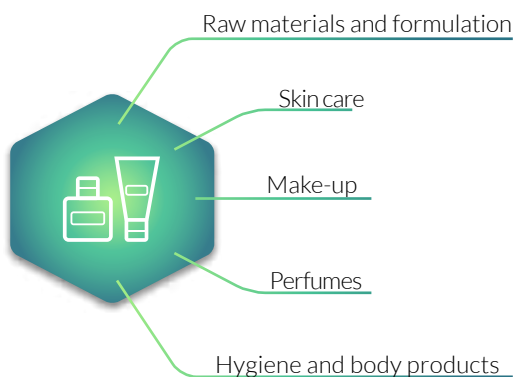 Raw materials and formulation
Skin care
Make-up
Perfumes
Hygiene and body products